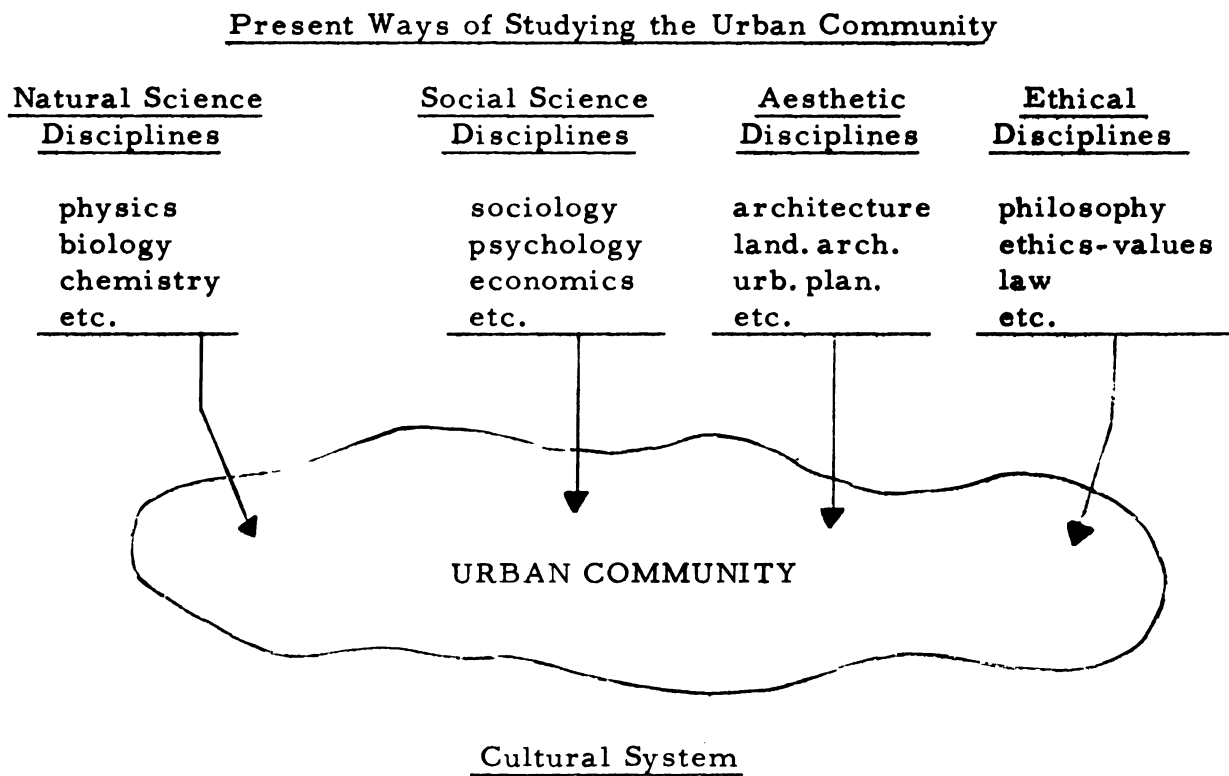 Present Ways of Studying the Urban Community
Natural Science
Disciplines
physics
biology
chemistry
etc.
Social Science
Disciplines
sociology
psychology
economics
etc.
Aesthetic
Disciplines
architecture
land. arch.
urb. plan.
etc.
Ethical
Disciplines
philosophy
ethics-values
law
etc.
URBAN COMMUNITY
Cultural System